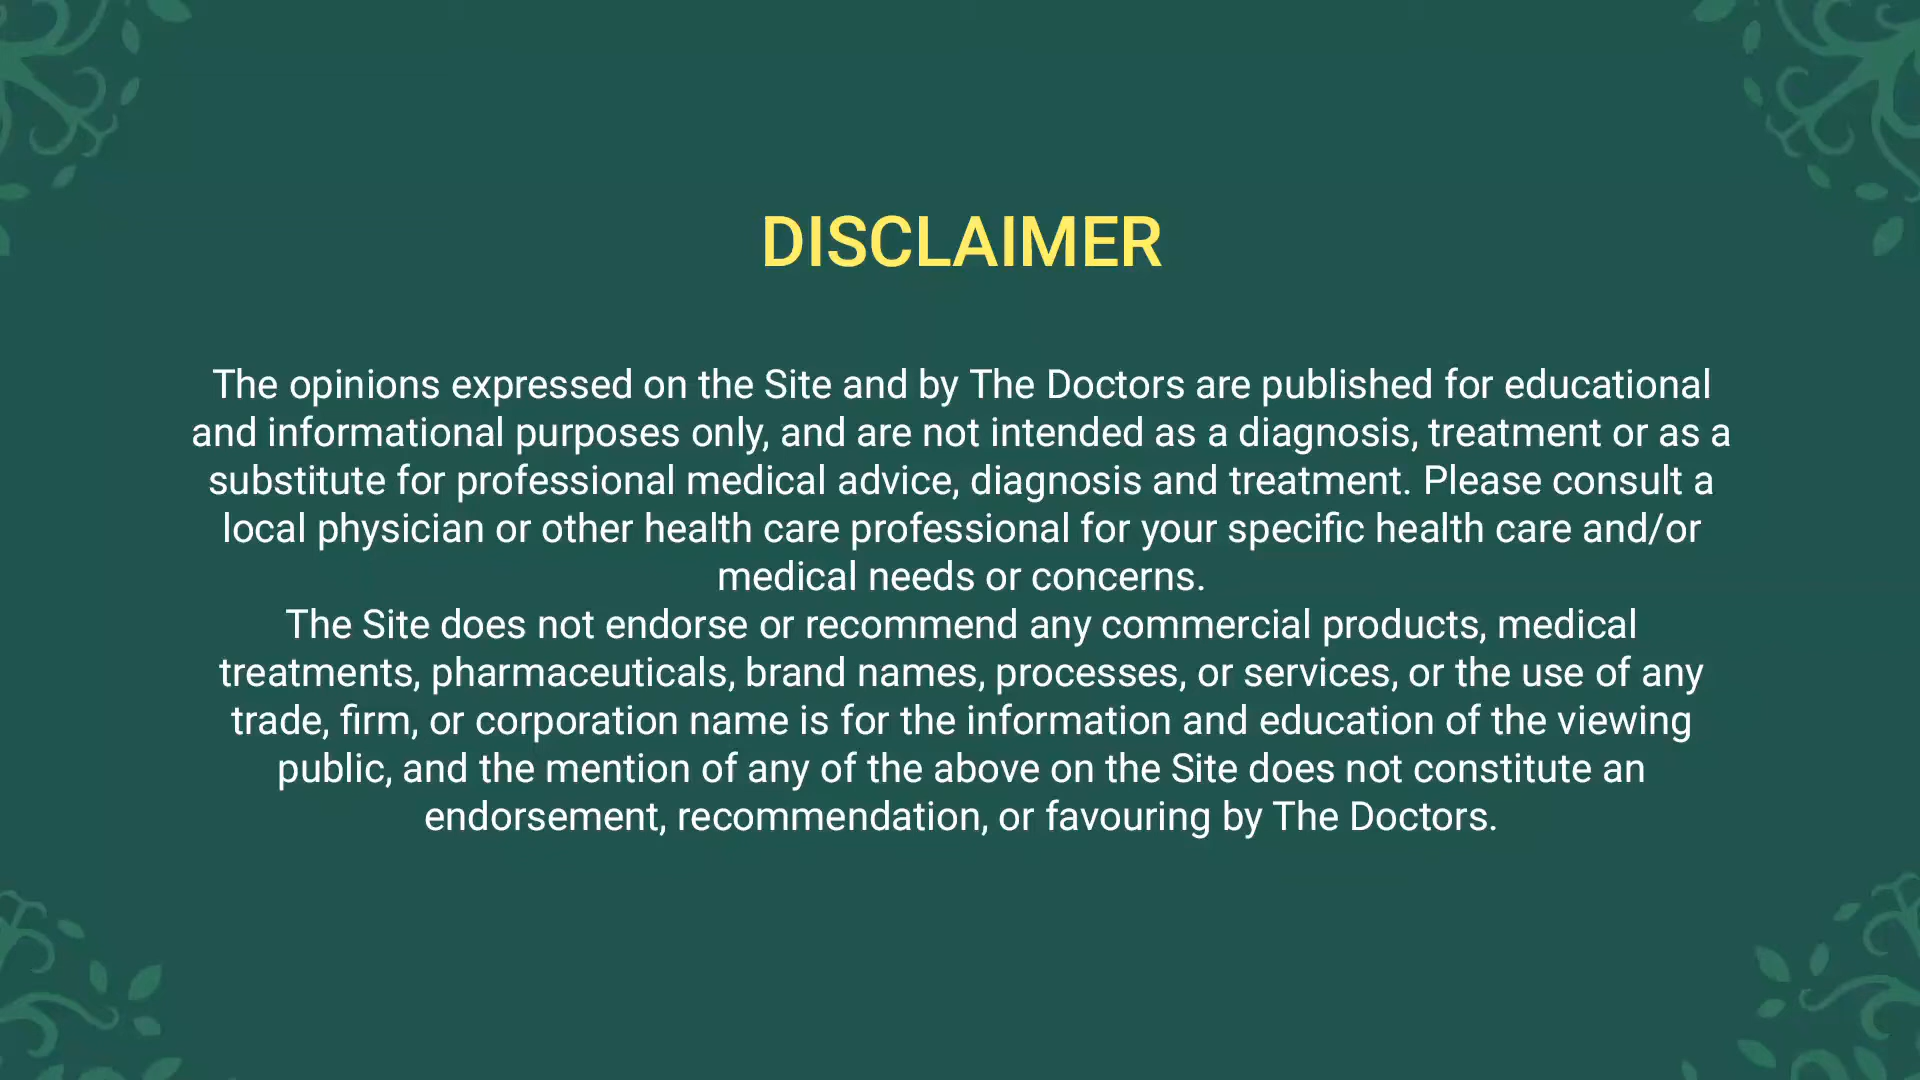 DISCLAIMER
The opinions expressed on the Site and by The Doctors are published for educational
and informational purposes only, and are not intended as a diagnosis, treatment or as a
substitute for professional medical advice, diagnosis and treatment. Please consult a
local physician or other health care professional for your specific health care and/or
medical needs or concerns.
The Site does not endorse or recommend any commercial products, medical
treatments, pharmaceuticals, brand names, processes, or services, or the use of any
trade, firm, or corporation name is for the information and education of the viewing
public, and the mention of any of the above on the Site does not constitute an
endorsement, recommendation, or favouring by The Doctors.